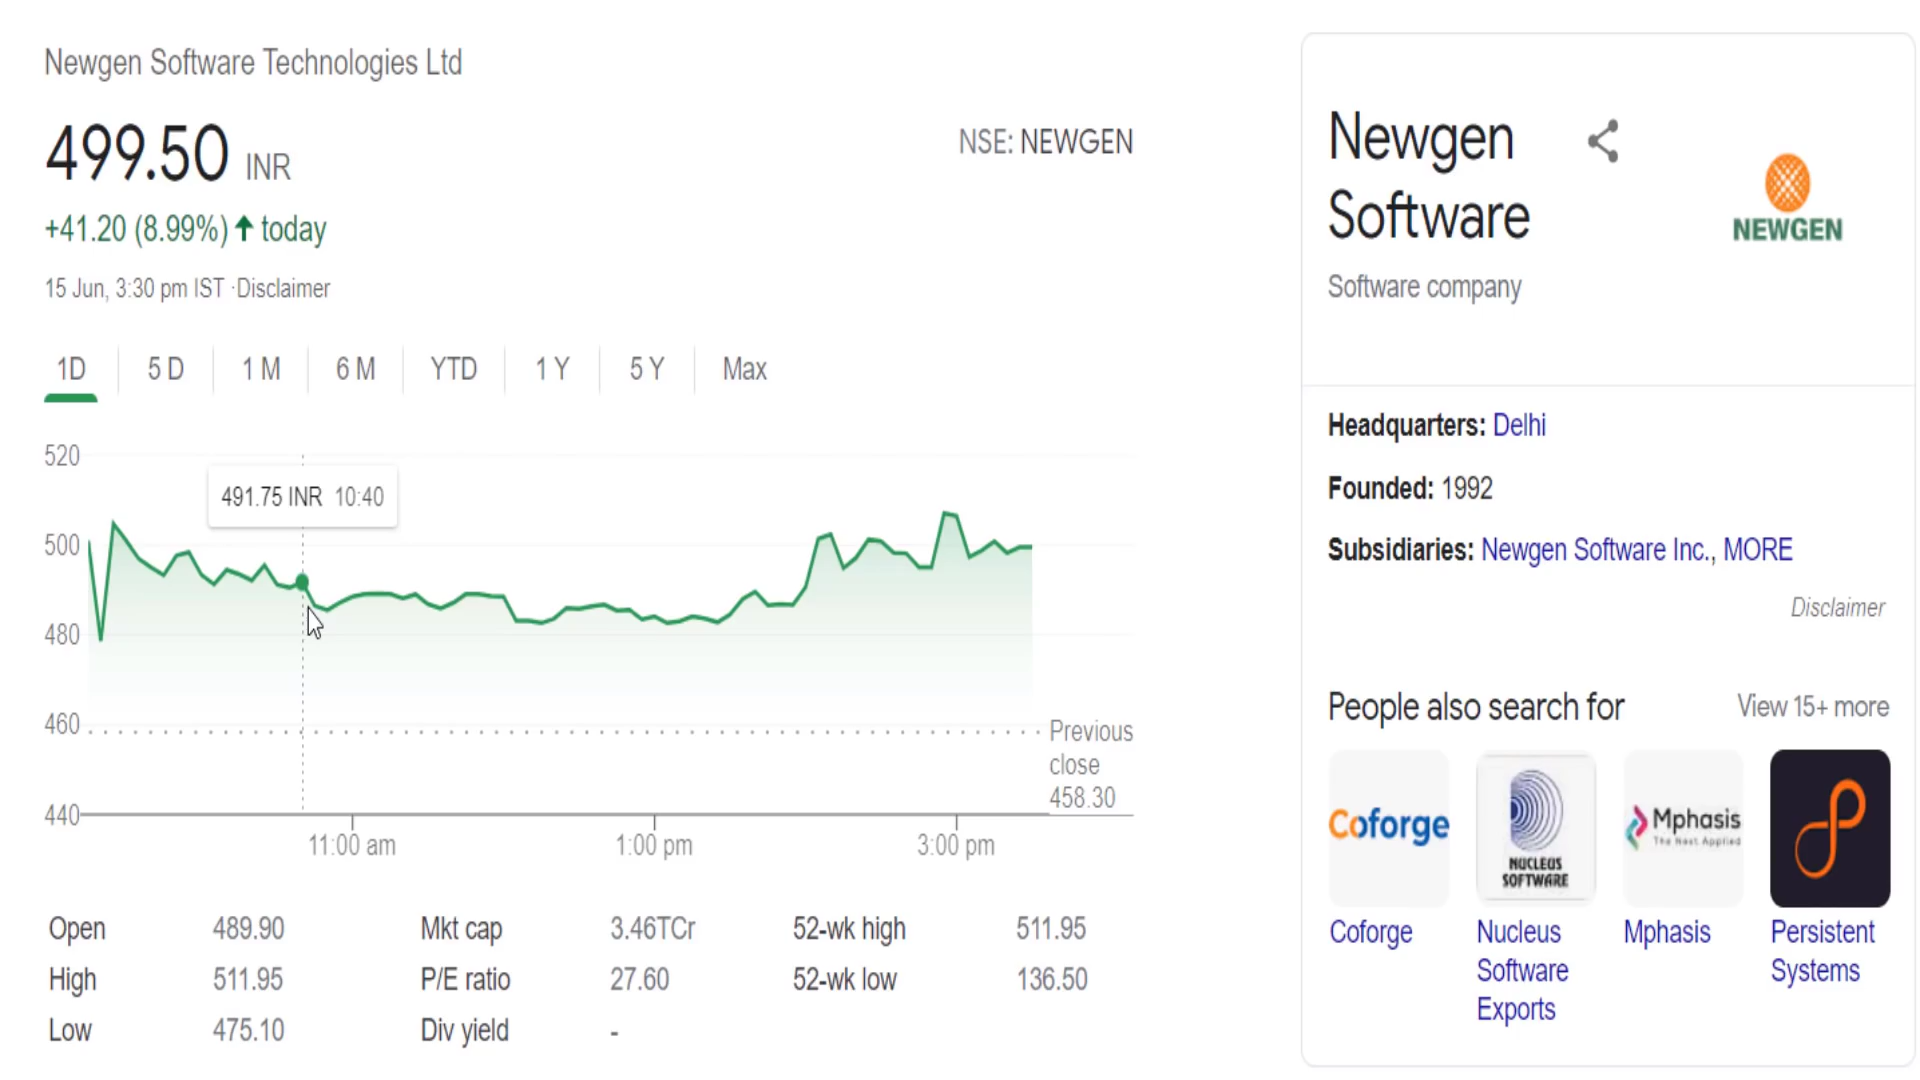 Newgen Software Technologies Ltd
499.50 INR
NSE: NEWGEN
+41.20 (8.99%) ↑ today
15 Jun, 3:30 pm IST ·Disclaimer
1D 5 D 1 M 6 M YTD 1 Y 5 Y Max
520
491.75 INR 10:40
500
480
460
Previous
close
458.30
440
11:00 am 1:00 pm 3:00 pm
Open 489.90 Mkt cap 3.46TCr 52-wk high 511.95
High 511.95 P/E ratio 27.60 52-wk low 136.50
Low 475.10 Div yield -
Newgen
Software
NEWGEN
Software company
Headquarters: Delhi
Founded: 1992
Subsidiaries: Newgen Software Inc., MORE
Disclaimer
People also search for View 15+ more
Coforge
NUCLEUS
SOFTWARE
Mphasis
The Next Applied
Coforge
Nucleus
Software
Exports
Mphasis
Persistent
Systems